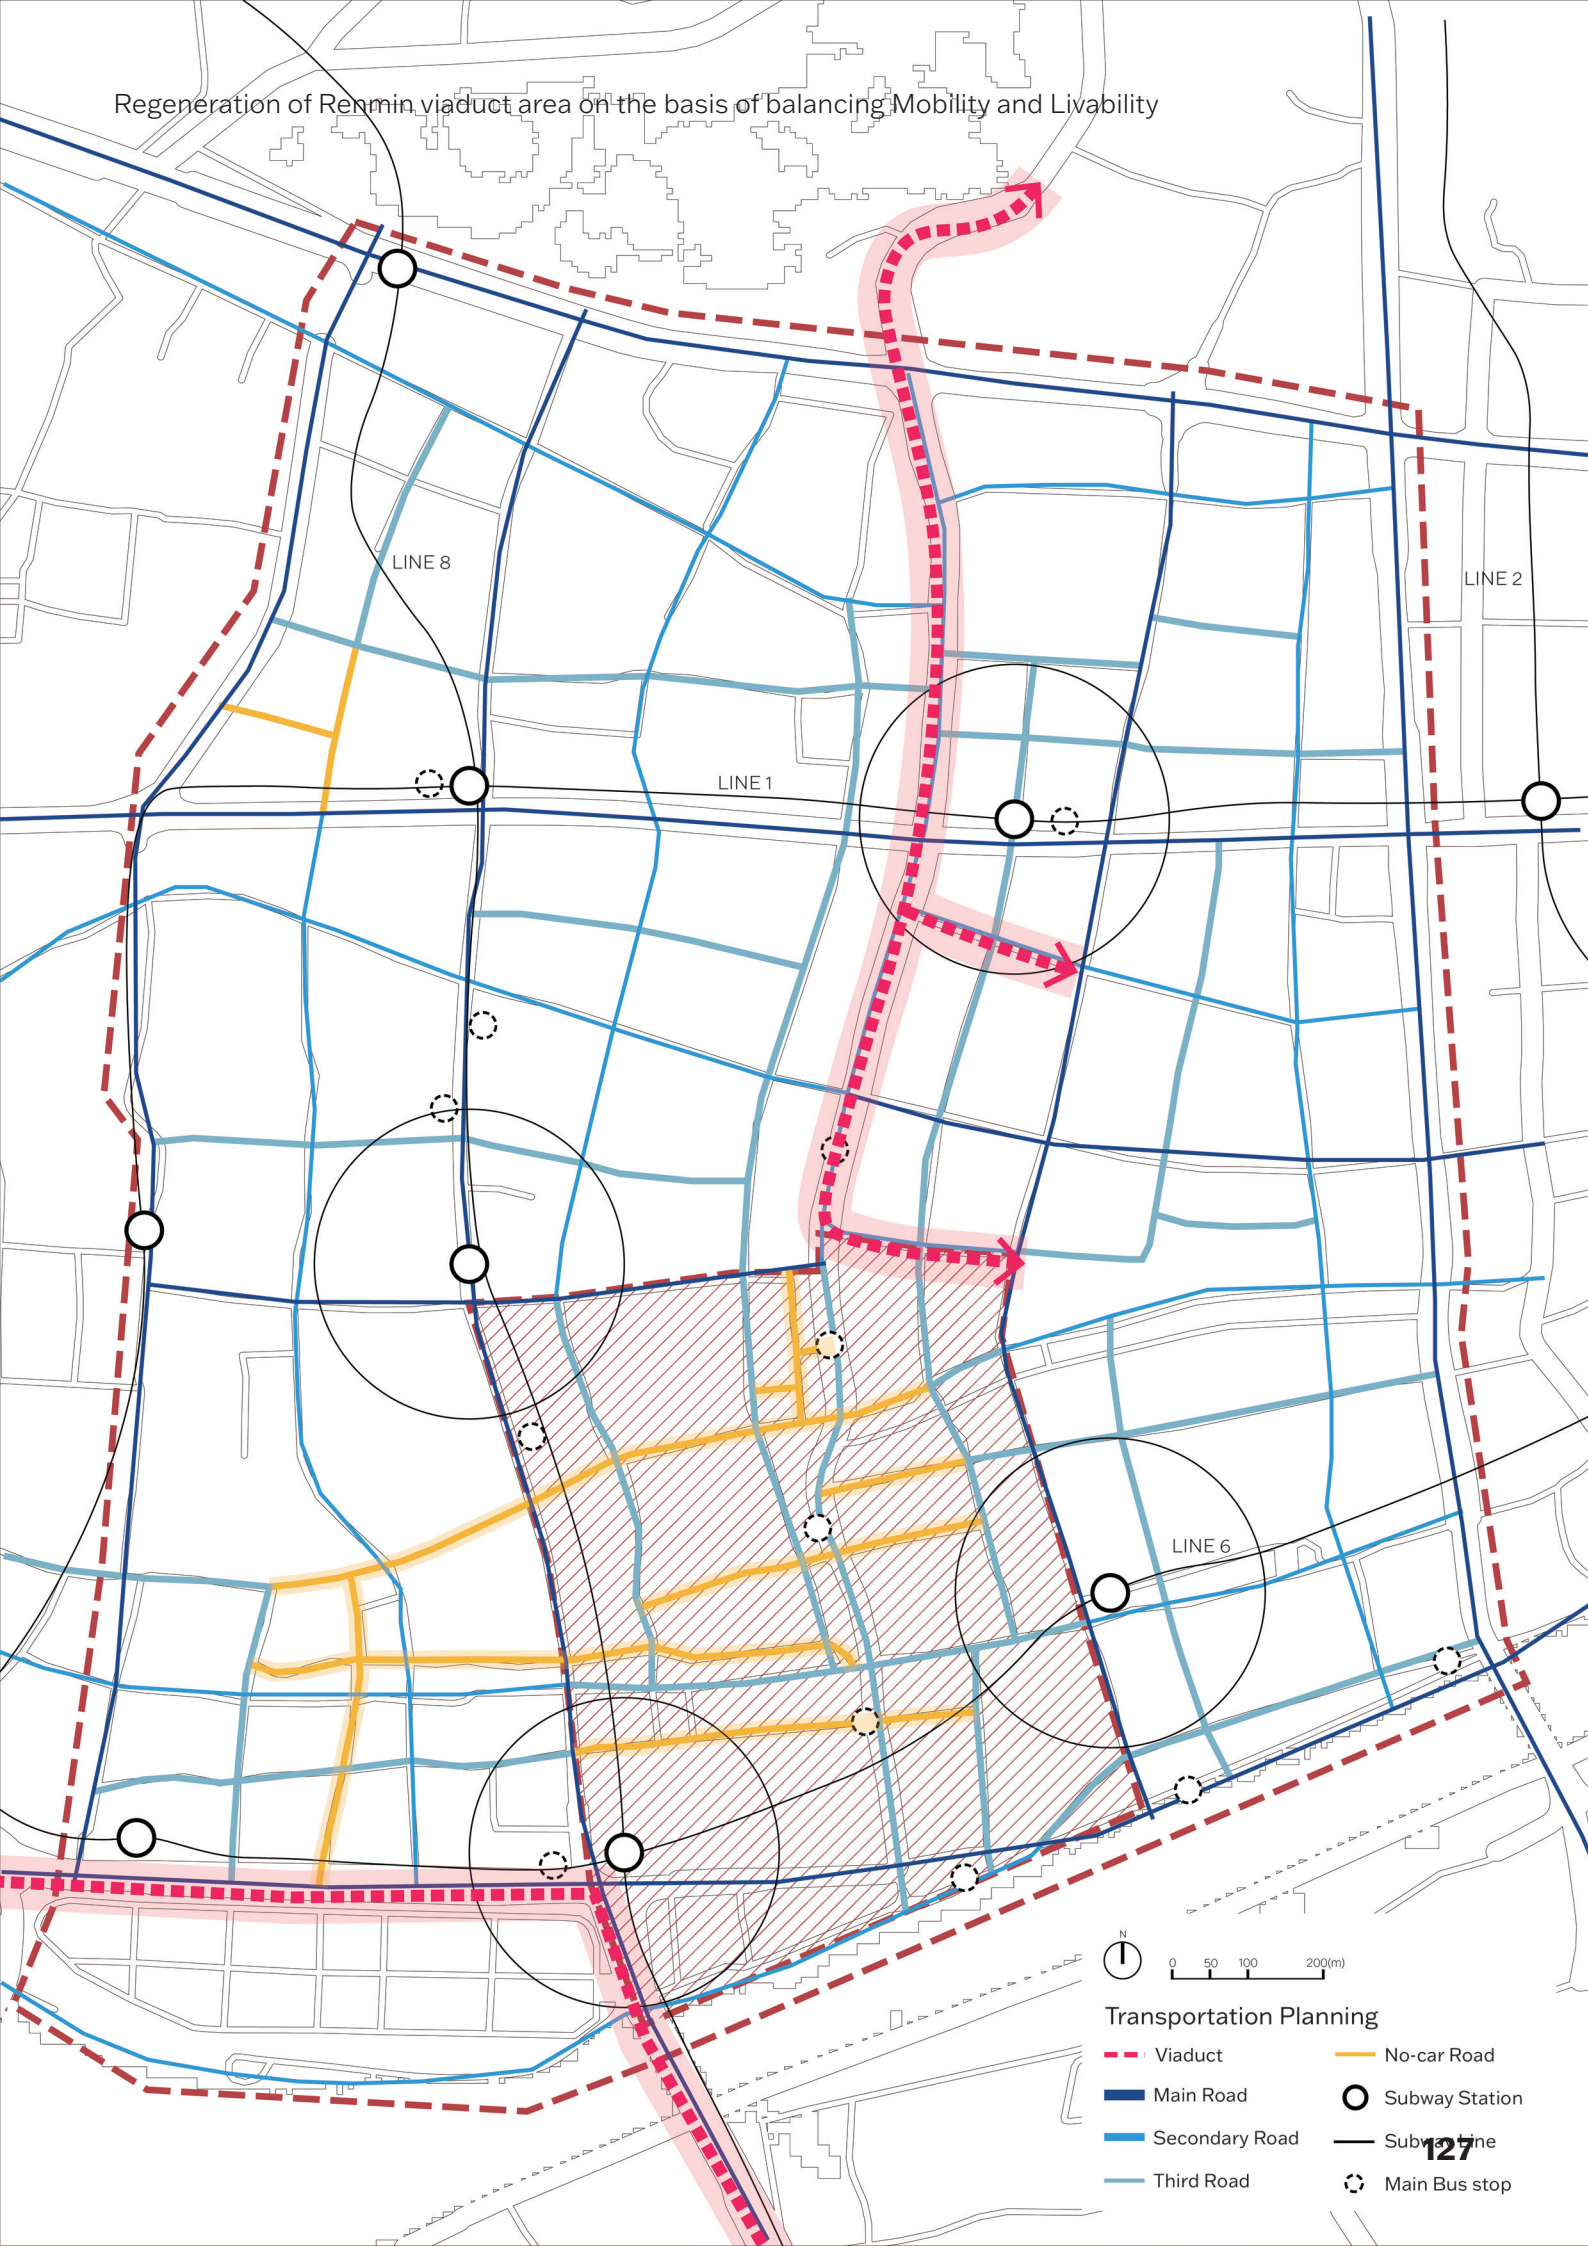 Regeneration of Renmin viaduct area on the basis of balancing Mobility and Livability
LINE 8
LINE 2
LINE 1
LINE 6
N
0 50 100 200(m)
Transportation Planning
Viaduct
No-car Road
Main Road
Subway Station
Secondary Road
Subway Line
127
Third Road
Main Bus stop